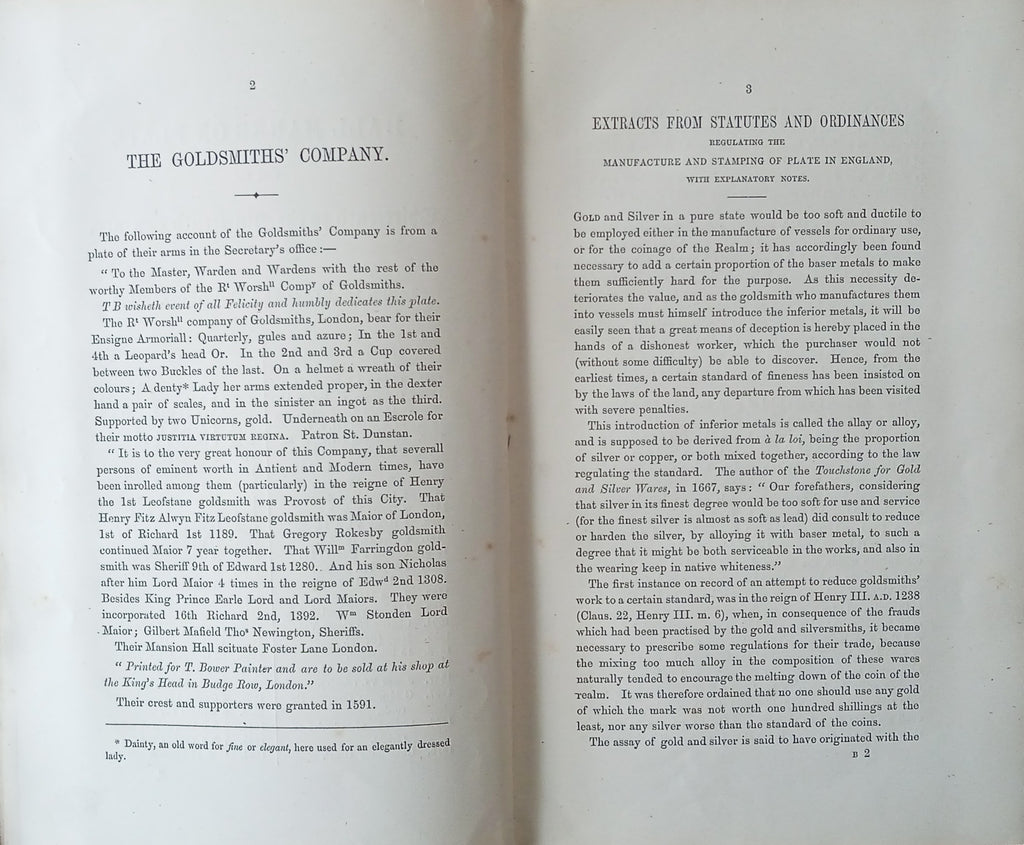 2
THE GOLDSMITHS' COMPANY.
The following account of the Goldsmiths' Company is from a
plate of their arms in the Secretary's office :—
“ To the Master, Warden and Wardens with the rest of the
worthy Members of the Rᵗ Worshˡˡ Compʸ of Goldsmiths.
T B wisheth event of all Felicity and humbly dedicates this plate.
The Rᵗ Worshˡˡ company of Goldsmiths, London, bear for their
Ensigne Armoriall: Quarterly, gules and azure; In the 1st and
4th a Leopard's head Or. In the 2nd and 3rd a Cup covered
between two Buckles of the last. On a helmet a wreath of their
colours; A denty* Lady her arms extended proper, in the dexter
hand a pair of scales, and in the sinister an ingot as the third.
Supported by two Unicorns, gold. Underneath on an Escrole for
their motto JUSTITIA VIRTUTUM REGINA. Patron St. Dunstan.
“ It is to the very great honour of this Company, that severall
persons of eminent worth in Antient and Modern times, have
been inrolled among them (particularly) in the reigne of Henry
the 1st Leofstane goldsmith was Provost of this City. That
Henry Fitz Alwyn Fitz Leofstane goldsmith was Maior of London,
1st of Richard 1st 1189. That Gregory Rokesby goldsmith
continued Maior 7 year together. That Willᵐ Farringdon gold-
smith was Sheriff 9th of Edward 1st 1280. And his son Nicholas
after him Lord Maior 4 times in the reigne of Edwᵈ 2nd 1308.
Besides King Prince Earle Lord and Lord Maiors. They were
incorporated 16th Richard 2nd, 1392. Wᵐ Stonden Lord
Maior; Gilbert Mafield Thoˢ Newington, Sheriffs.
Their Mansion Hall scituate Foster Lane London.
“ Printed for T. Bower Painter and are to be sold at his shop at
the King's Head in Budge Row, London.”
Their crest and supporters were granted in 1591.
* Dainty, an old word for fine or elegant, here used for an elegantly dressed
lady.
3
EXTRACTS FROM STATUTES AND ORDINANCES
REGULATING THE
MANUFACTURE AND STAMPING OF PLATE IN ENGLAND,
WITH EXPLANATORY NOTES.
GOLD and Silver in a pure state would be too soft and ductile to
be employed either in the manufacture of vessels for ordinary use,
or for the coinage of the Realm; it has accordingly been found
necessary to add a certain proportion of the baser metals to make
them sufficiently hard for the purpose. As this necessity de-
teriorates the value, and as the goldsmith who manufactures them
into vessels must himself introduce the inferior metals, it will be
easily seen that a great means of deception is hereby placed in the
hands of a dishonest worker, which the purchaser would not
(without some difficulty) be able to discover. Hence, from the
earliest times, a certain standard of fineness has been insisted on
by the laws of the land, any departure from which has been visited
with severe penalties.
This introduction of inferior metals is called the allay or alloy,
and is supposed to be derived from à la loi, being the proportion
of silver or copper, or both mixed together, according to the law
regulating the standard. The author of the Touchstone for Gold
and Silver Wares, in 1667, says: “ Our forefathers, considering
that silver in its finest degree would be too soft for use and service
(for the finest silver is almost as soft as lead) did consult to reduce
or harden the silver, by alloying it with baser metal, to such a
degree that it might be both serviceable in the works, and also in
the wearing keep in native whiteness.”
The first instance on record of an attempt to reduce goldsmiths'
work to a certain standard, was in the reign of Henry III. A.D. 1238
(Claus. 22, Henry III. m. 6), when, in consequence of the frauds
which had been practised by the gold and silversmiths, it became
necessary to prescribe some regulations for their trade, because
the mixing too much alloy in the composition of these wares
naturally tended to encourage the melting down of the coin of the
realm. It was therefore ordained that no one should use any gold
of which the mark was not worth one hundred shillings at the
least, nor any silver worse than the standard of the coins.
The assay of gold and silver is said to have originated with the
B 2